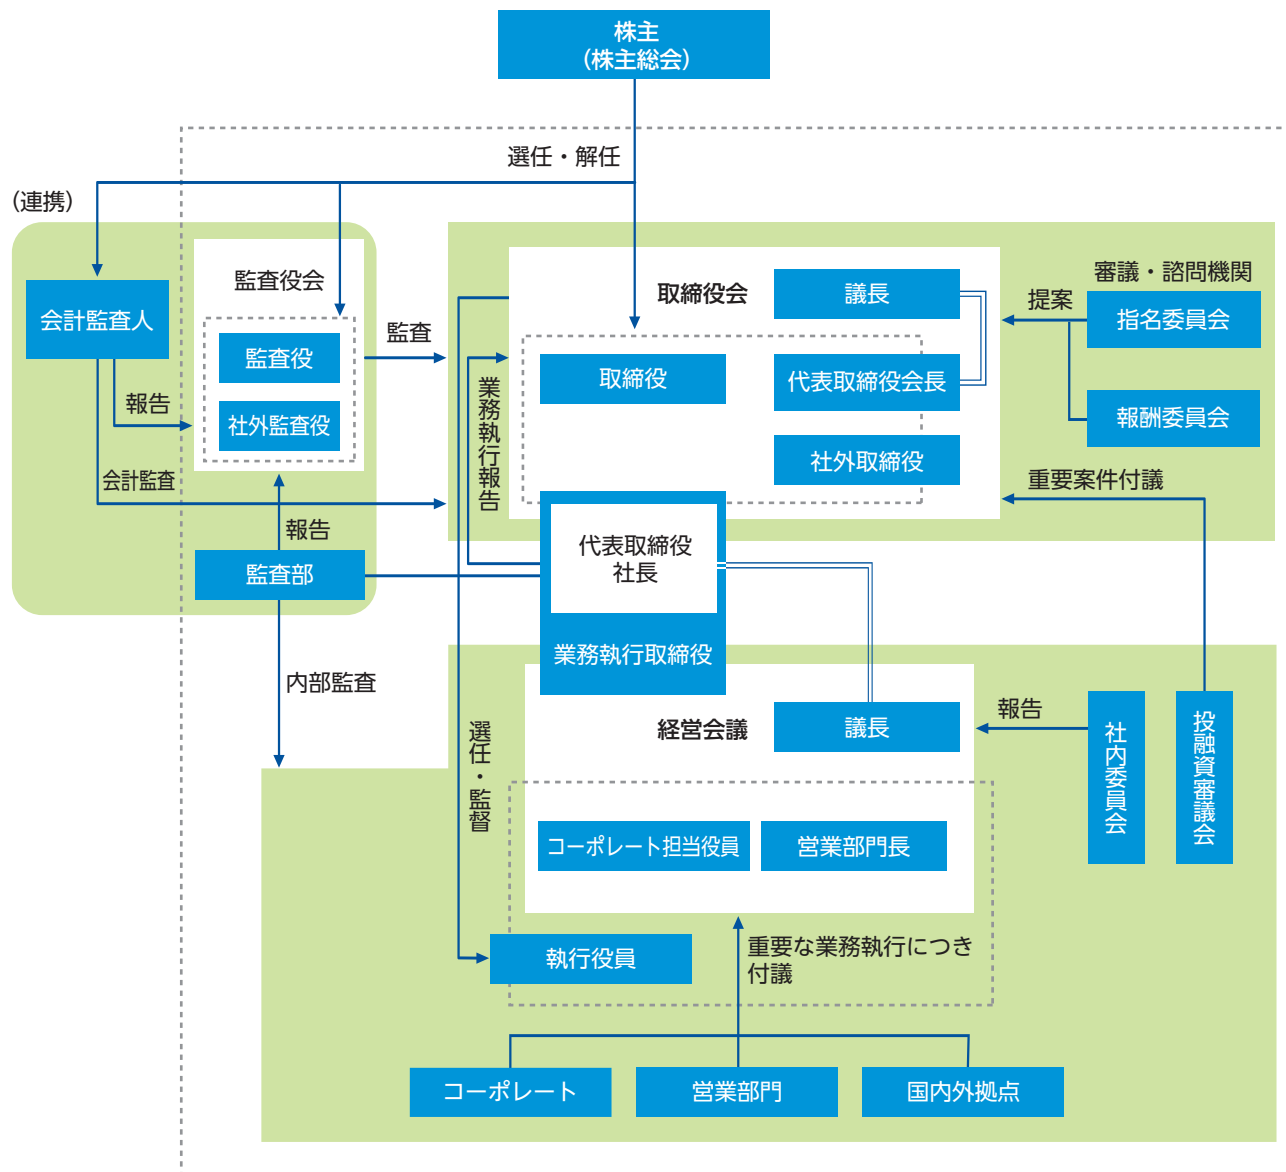 株主
(株主総会)
選任・解任
(連携)
会計監査人
監査役会
監査役
社外監査役
報告
会計監査
報告
監査部
内部監査
監査
取締役会
議長
取締役
代表取締役会長
社外取締役
業務執行報告
審議・諮問機関
提案
指名委員会
報酬委員会
重要案件付議
代表取締役
社長
業務執行取締役
選任・監督
経営会議
議長
報告
社内委員会
投融資審議会
コーポレート担当役員
営業部門長
執行役員
重要な業務執行につき
付議
コーポレート
営業部門
国内外拠点